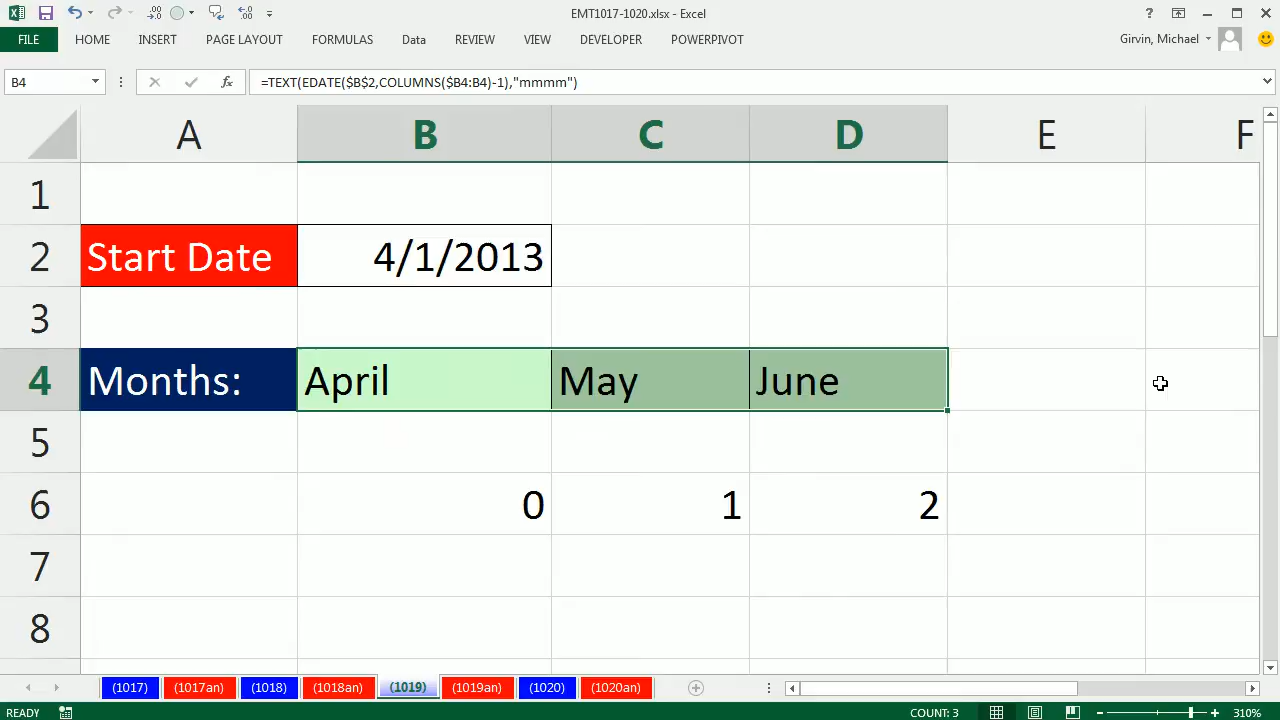 EMT1017-1020.xlsx - Excel
FILE HOME INSERT PAGE LAYOUT FORMULAS Data REVIEW VIEW DEVELOPER POWERPIVOT Girvin, Michael
B4 fx =TEXT(EDATE($B$2,COLUMNS($B4:B4)-1),"mmmm")
A B C D E F
1
2 Start Date 4/1/2013
3
4 Months: April May June
5
6 0 1 2
7
8
(1017) (1017an) (1018) (1018an) (1019) (1019an) (1020) (1020an)
READY COUNT: 3 310%